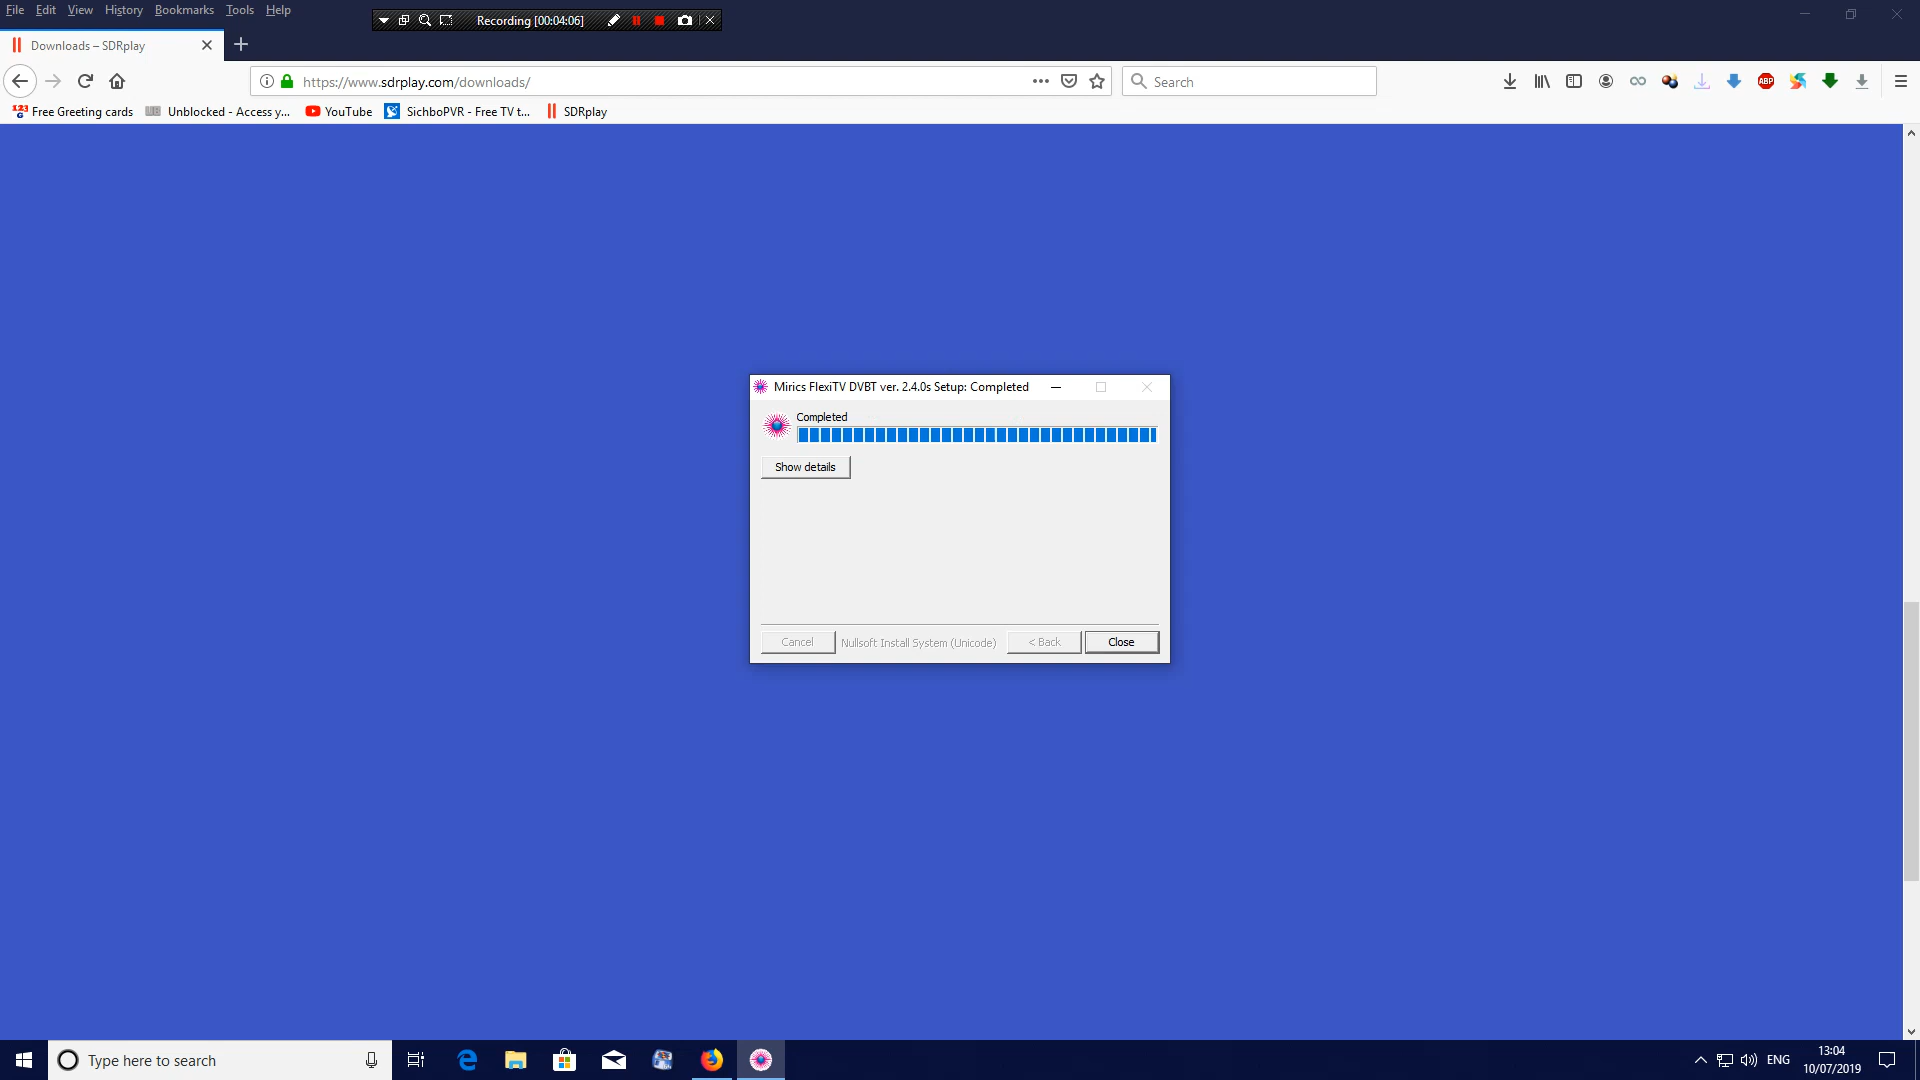 File Edit View History Bookmarks Tools Help
Recording [00:04:06]
Downloads – SDRplay
https://www.sdrplay.com/downloads/
Search
ABP
123 Free Greeting cards
UB Unblocked - Access y...
YouTube
SichboPVR - Free TV t...
SDRplay
Mirics FlexiTV DVBT ver. 2.4.0s Setup: Completed
Completed
Show details
Cancel
Nullsoft Install System (Unicode)
< Back
Close
Type here to search
ENG
13:04
10/07/2019